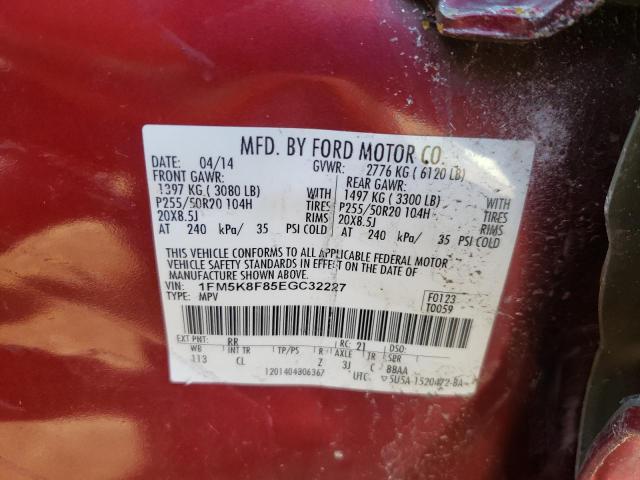 MFD. BY FORD MOTOR CO.
DATE: 04/14 GVWR: 2776 KG ( 6120 LB)
FRONT GAWR: REAR GAWR:
1397 KG ( 3080 LB) WITH 1497 KG ( 3300 LB) WITH
P255/50R20 104H TIRES P255/50R20 104H TIRES
20X8.5J RIMS 20X8.5J RIMS
AT 240 kPa/ 35 PSI COLD AT 240 kPa/ 35 PSI COLD
THIS VEHICLE CONFORMS TO ALL APPLICABLE FEDERAL MOTOR
VEHICLE SAFETY STANDARDS IN EFFECT ON THE DATE OF
MANUFACTURE SHOWN ABOVE.
VIN: 1FM5K8F85EGC32227
TYPE: MPV
F0123
T0059
EXT PNT: RR RC: 21 DSO:
WB INT TR TP/PS R AXLE TR SPR
113 CL Z 3J C BBAA
1201404306367 UTC 5U5A-1520472-BA